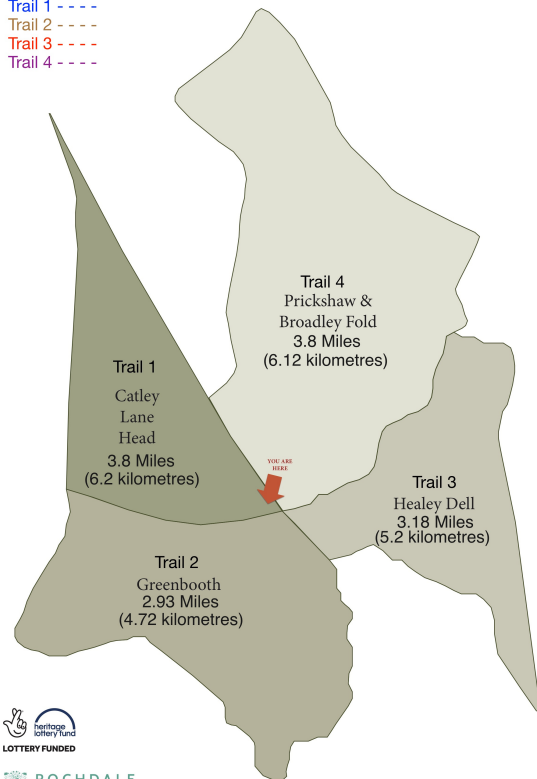 Trail 1 - - - -
Trail 2 - - - -
Trail 3 - - - -
Trail 4 - - - -
Trail 4
Prickshaw &
Broadley Fold
3.8 Miles
(6.12 kilometres)
Trail 1
Catley
Lane
Head
3.8 Miles
(6.2 kilometres)
YOU ARE
HERE
Trail 3
Healey Dell
3.18 Miles
(5.2 kilometres)
Trail 2
Greenbooth
2.93 Miles
(4.72 kilometres)
heritage
lottery fund
LOTTERY FUNDED
ROCHDALE